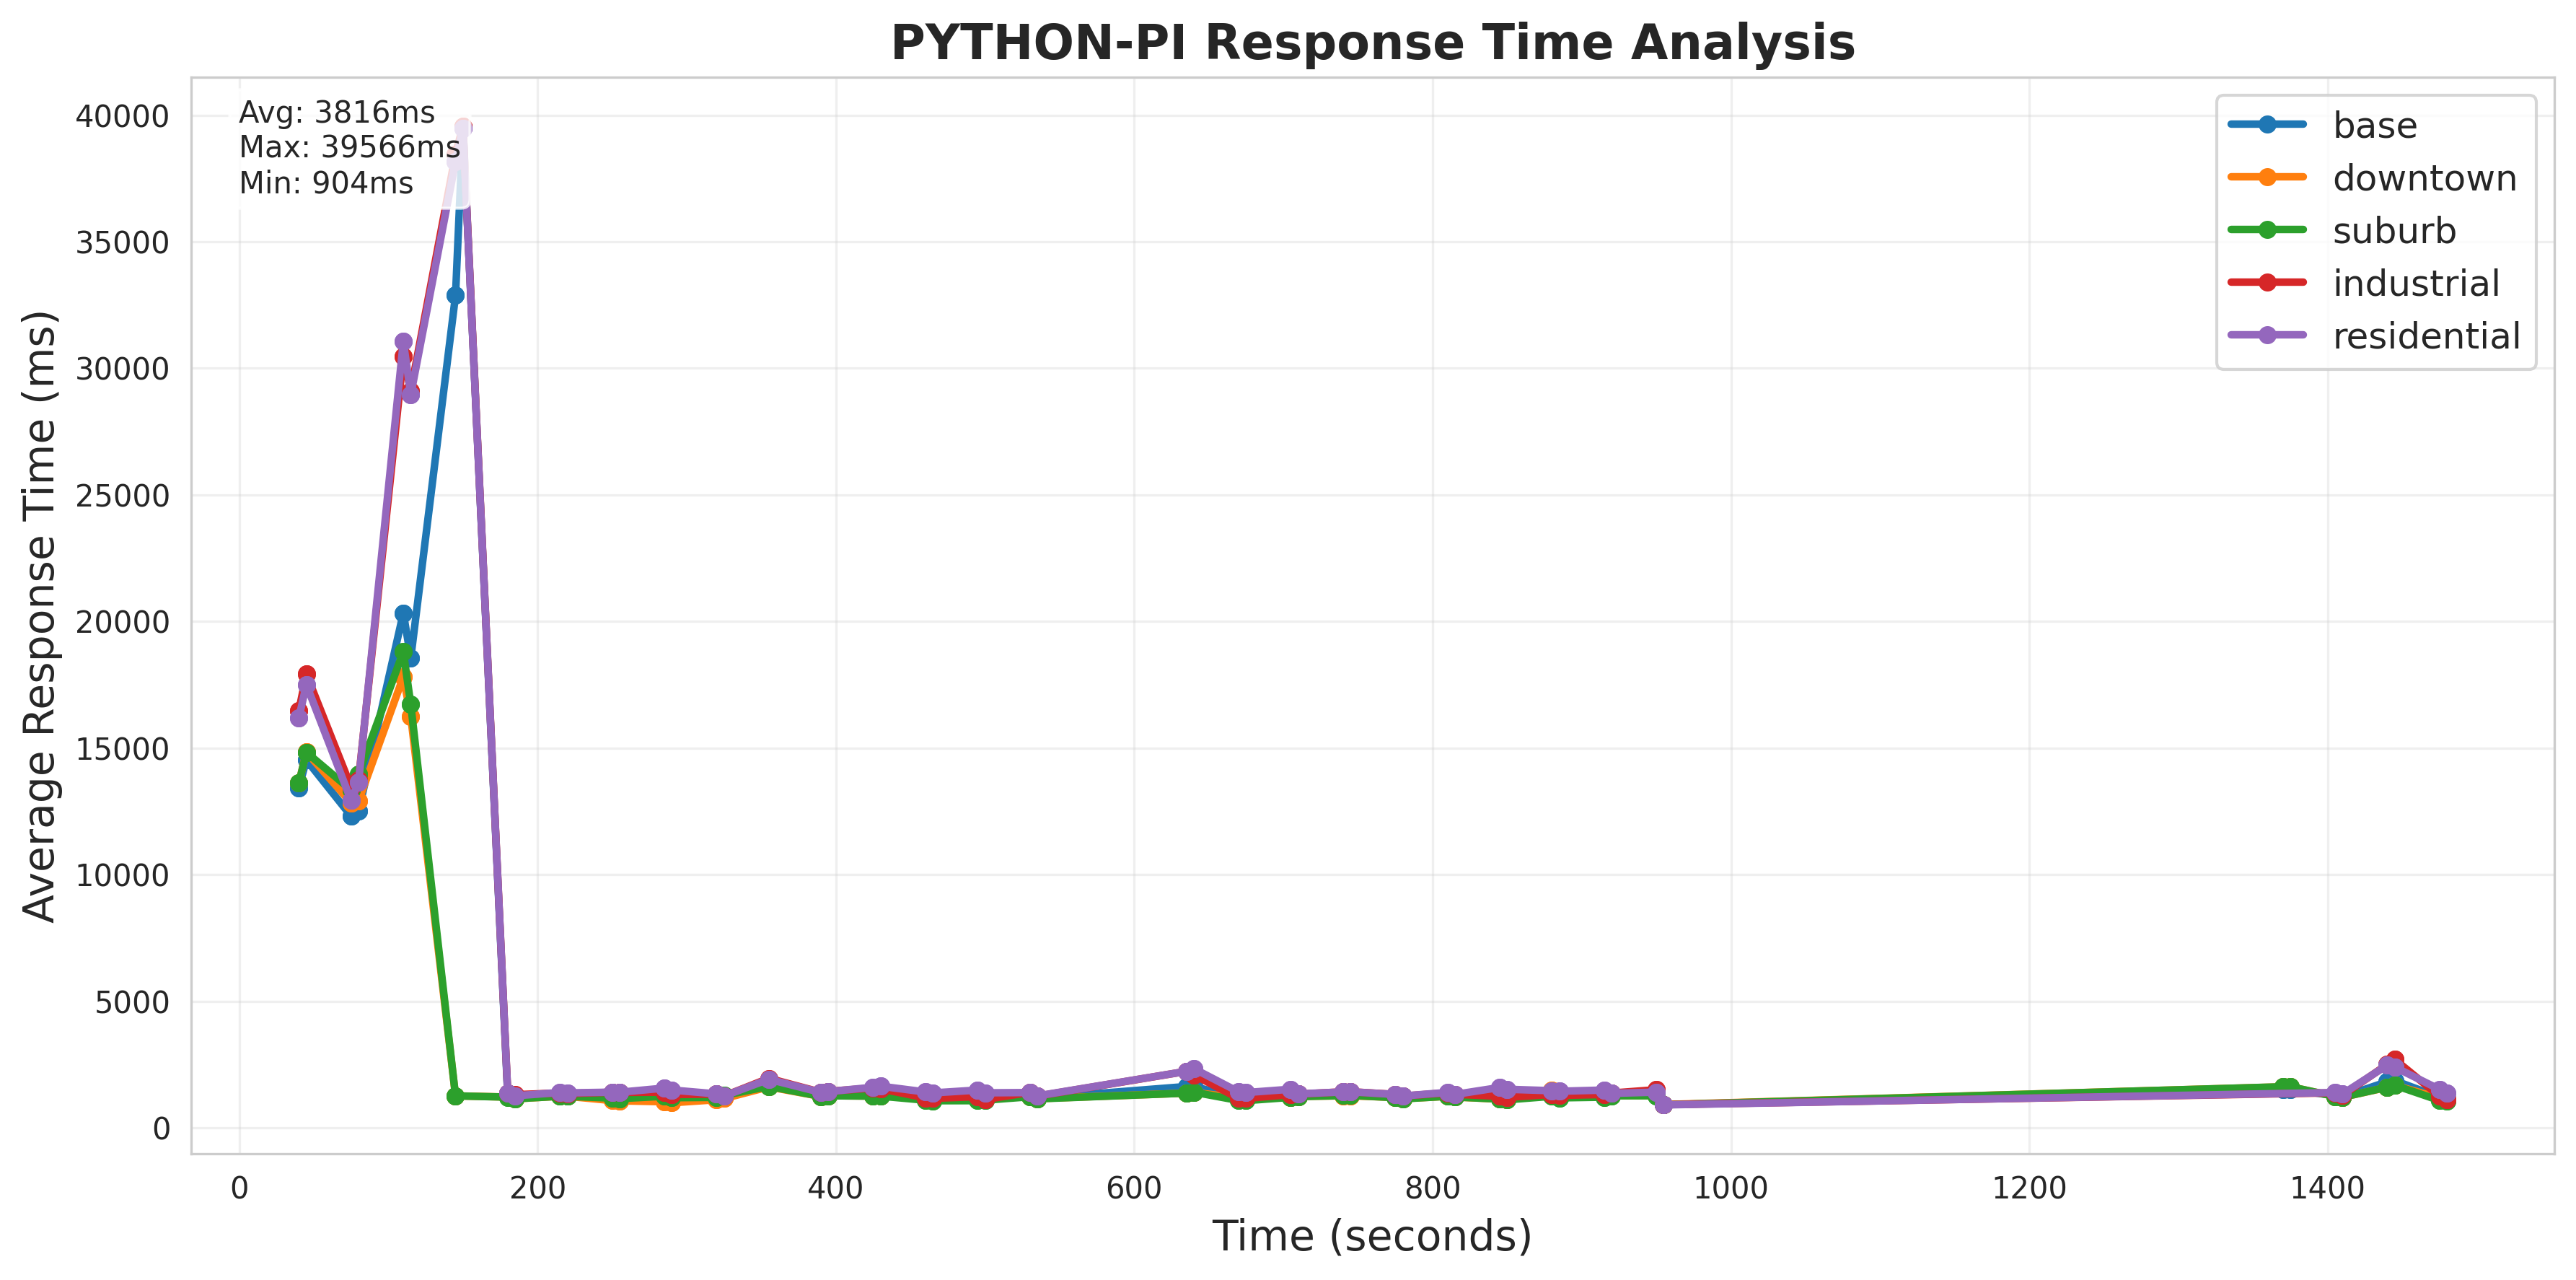 PYTHON-PI Response Time Analysis
Avg: 3816ms
Max: 39566ms
Min: 904ms
base
downtown
suburb
industrial
residential
Average Response Time (ms)
40000
35000
30000
25000
20000
15000
10000
5000
0
0 200 400 600 800 1000 1200 1400
Time (seconds)